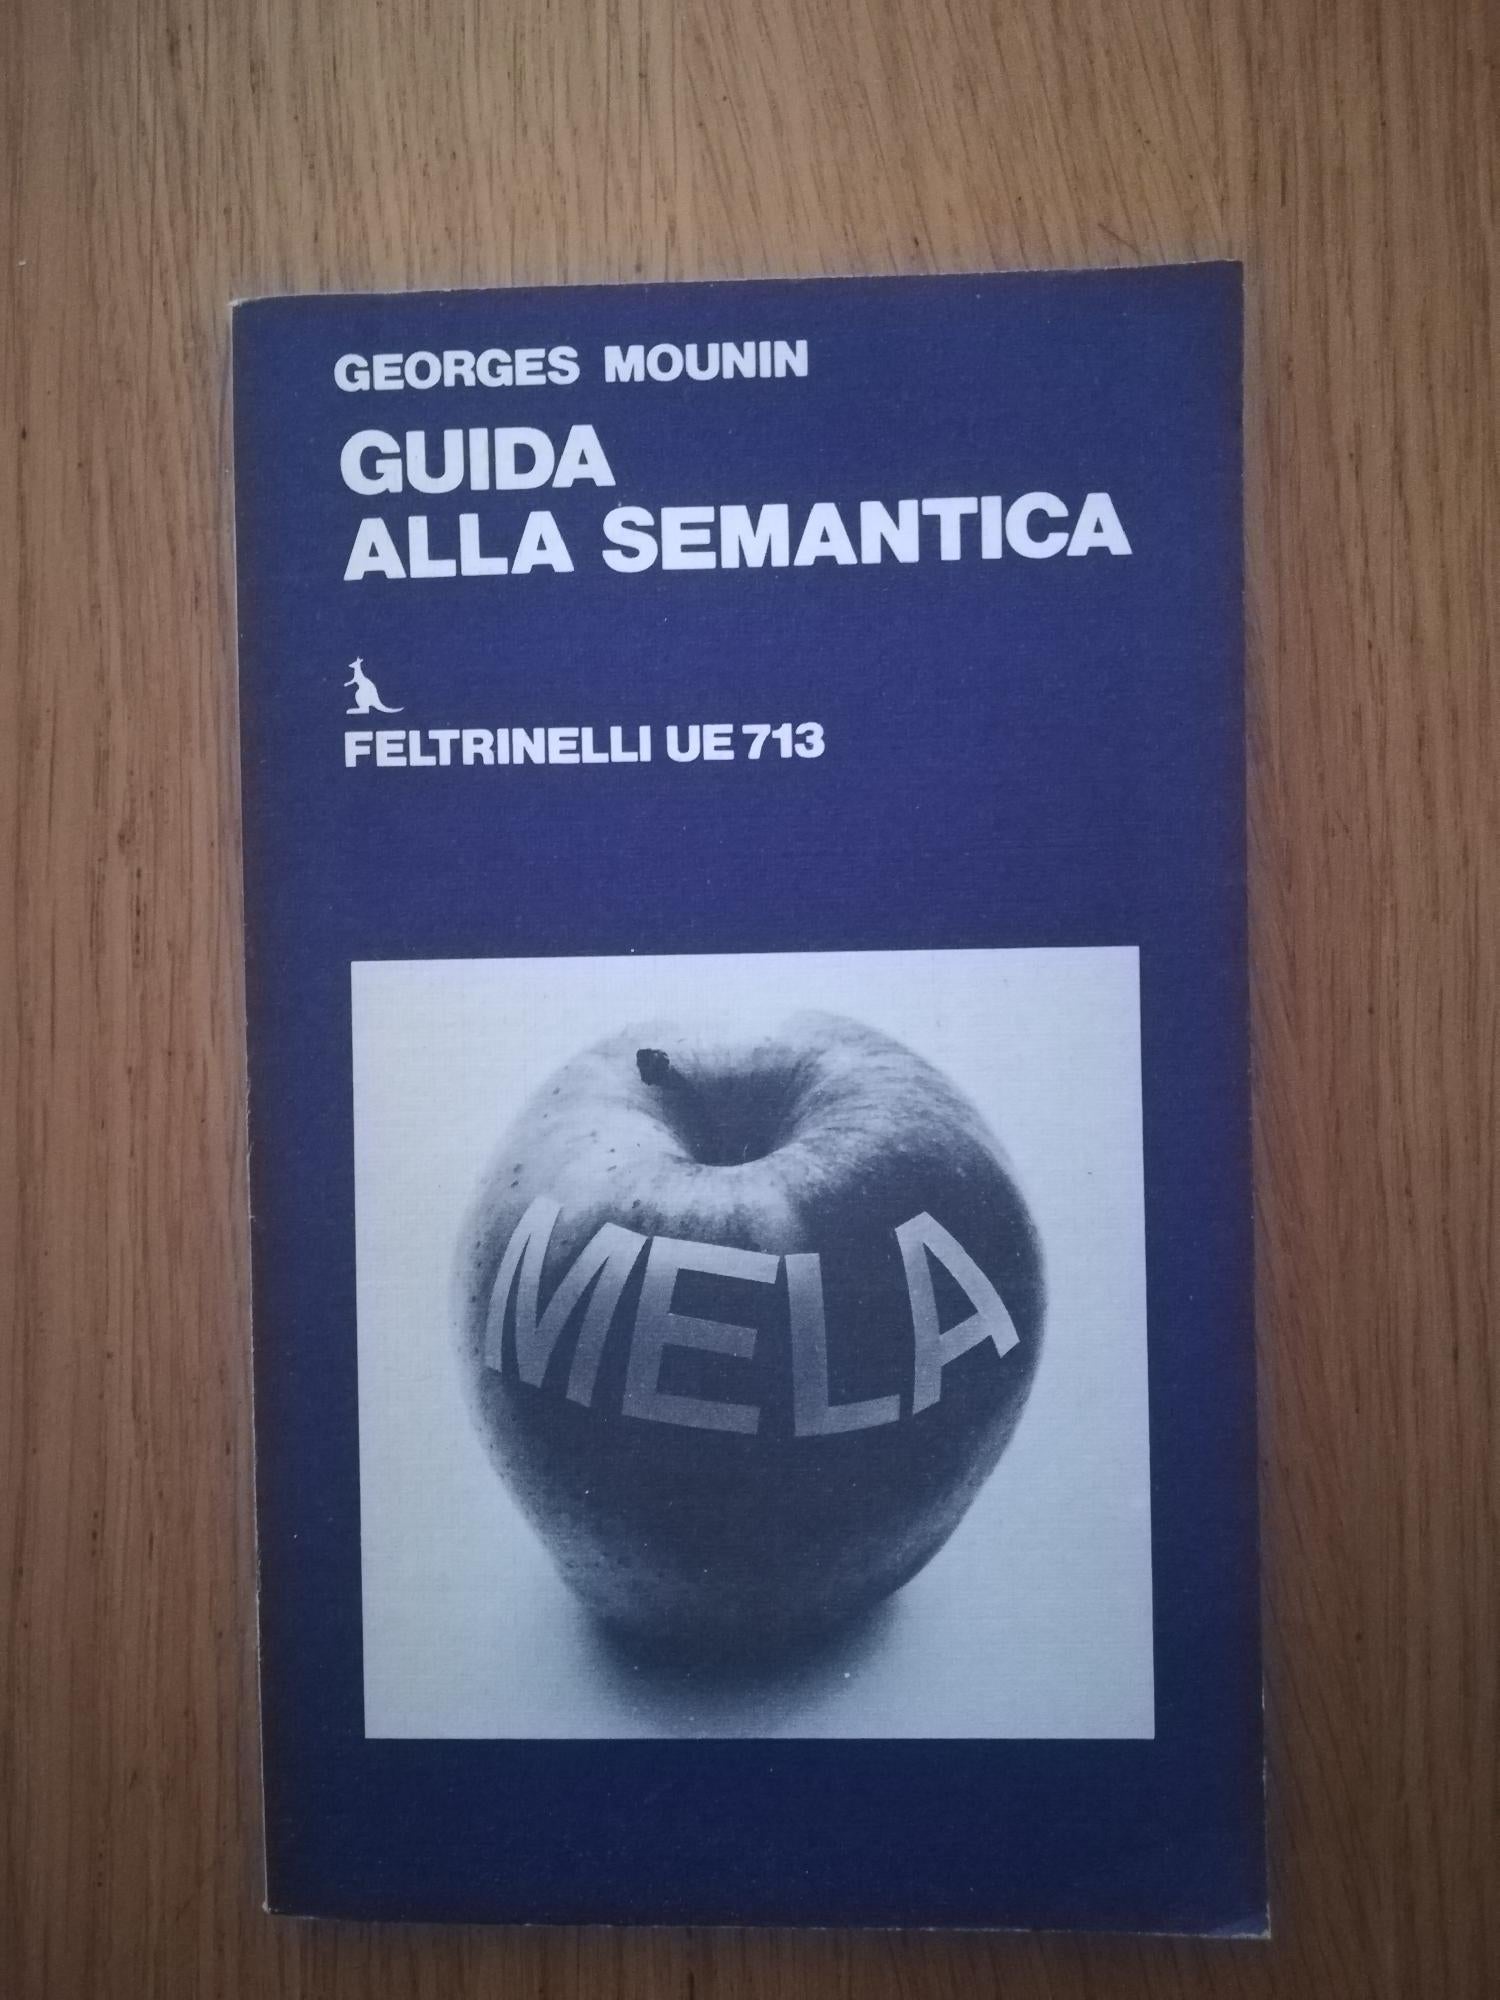 GEORGES MOUNIN
GUIDA
ALLA SEMANTICA
FELTRINELLI UE 713
MELA